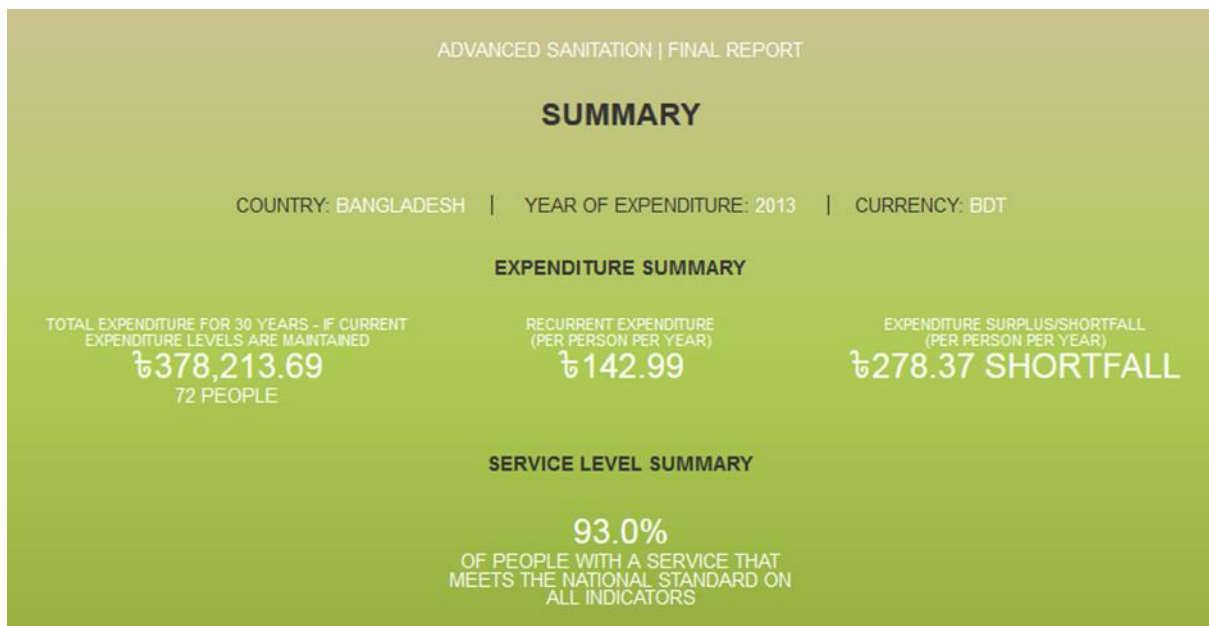 ADVANCED SANITATION | FINAL REPORT
SUMMARY
COUNTRY: BANGLADESH | YEAR OF EXPENDITURE: 2013 | CURRENCY: BDT
EXPENDITURE SUMMARY
TOTAL EXPENDITURE FOR 30 YEARS - IF CURRENT
EXPENDITURE LEVELS ARE MAINTAINED
৳378,213.69
72 PEOPLE
RECURRENT EXPENDITURE
(PER PERSON PER YEAR)
৳142.99
EXPENDITURE SURPLUS/SHORTFALL
(PER PERSON PER YEAR)
৳278.37 SHORTFALL
SERVICE LEVEL SUMMARY
93.0%
OF PEOPLE WITH A SERVICE THAT
MEETS THE NATIONAL STANDARD ON
ALL INDICATORS